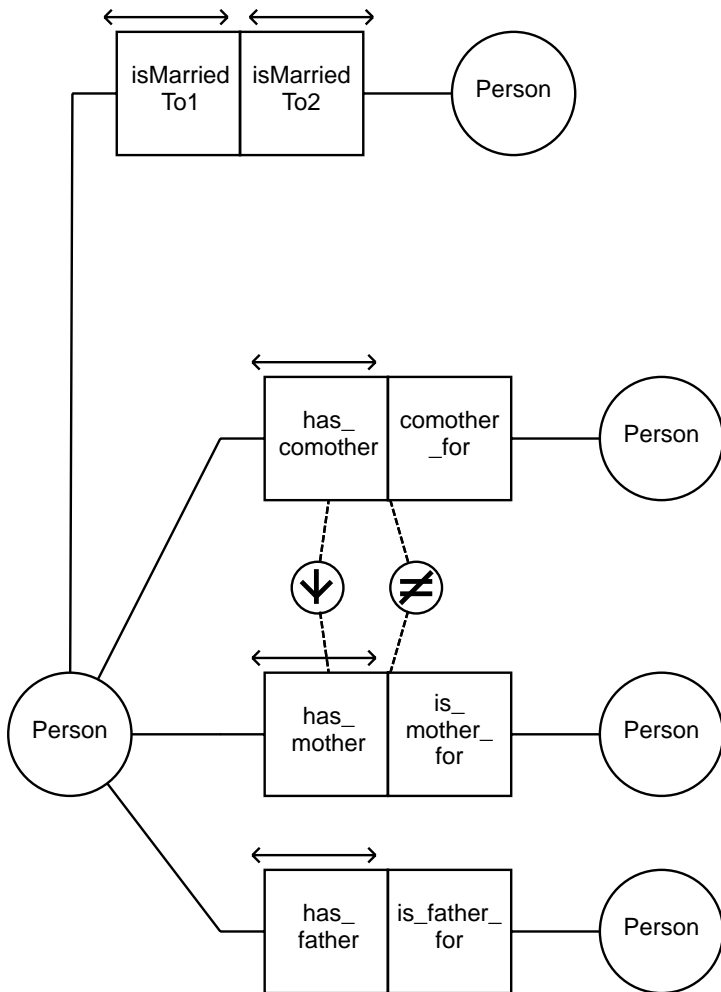 isMarried
To1
isMarried
To2
Person
has_
comother
comother
_for
Person
Person
has_
mother
is_
mother_
for
Person
has_
father
is_father_
for
Person